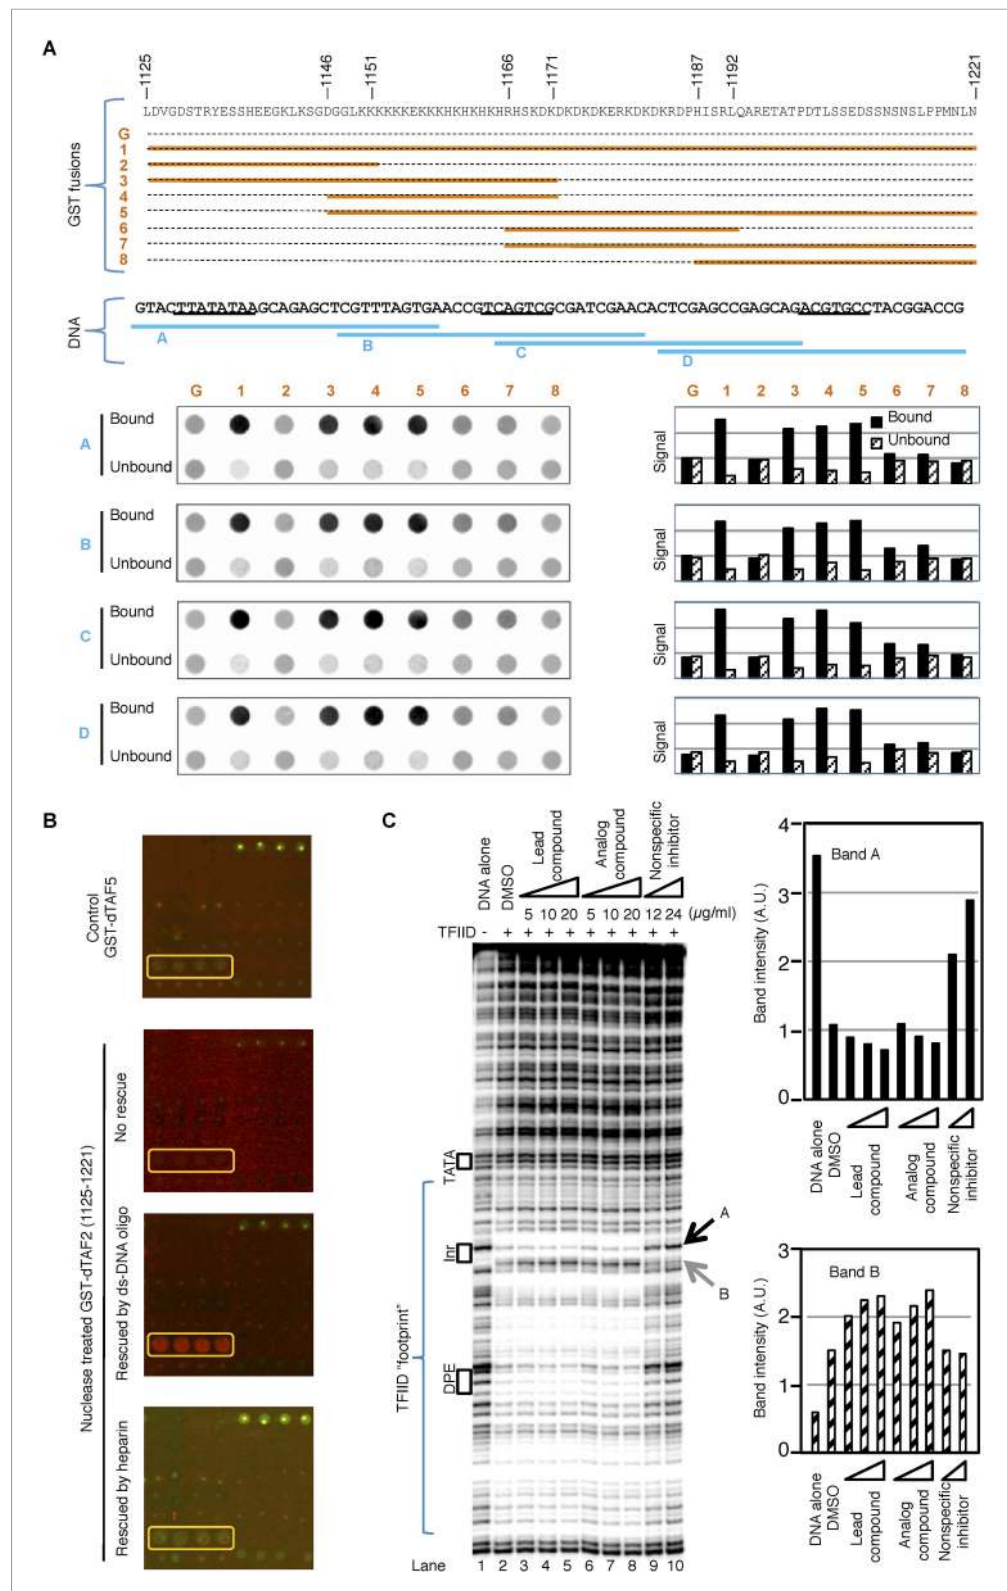 A
–1125
–1146
–1151
–1166
–1171
–1187
–1192
–1221
LDVGDSTRYESSHEEGKLKSGDGGLKKKKKKEKKKHKHKHKHRHSKDKDKDKDKERKDKDKRDPHISRLQARETATPDTLSSEDSSNSNSLPPMNLN
GST fusions
G
1
2
3
4
5
6
7
8
DNA
GTACTTATATAAGCAGAGCTCGTTTAGTGAACCGTCAGTCGCGATCGAACACTCGAGCCGAGCAGACGTGCCTACGGACCG
A
B
C
D
G 1 2 3 4 5 6 7 8
G 1 2 3 4 5 6 7 8
A
Bound
Unbound
Signal
Bound
Unbound
B
Bound
Unbound
Signal
C
Bound
Unbound
Signal
D
Bound
Unbound
Signal
B
Control
GST-dTAF5
Nuclease treated GST-dTAF2 (1125-1221)
No rescue
Rescued by ds-DNA oligo
Rescued by heparin
C
DNA alone
DMSO
Lead
compound
Analog
compound
Nonspecific
inhibitor
5 10 20 5 10 20 12 24 (µg/ml)
TFIID - + + + + + + + + +
TATA
Inr
DPE
TFIID "footprint"
A
B
Lane 1 2 3 4 5 6 7 8 9 10
Band intensity (A.U.)
4
3
2
1
0
Band A
DNA alone
DMSO
Lead
compound
Analog
compound
Nonspecific
inhibitor
Band intensity (A.U.)
3
2
1
0
Band B
DNA alone
DMSO
Lead
compound
Analog
compound
Nonspecific
inhibitor